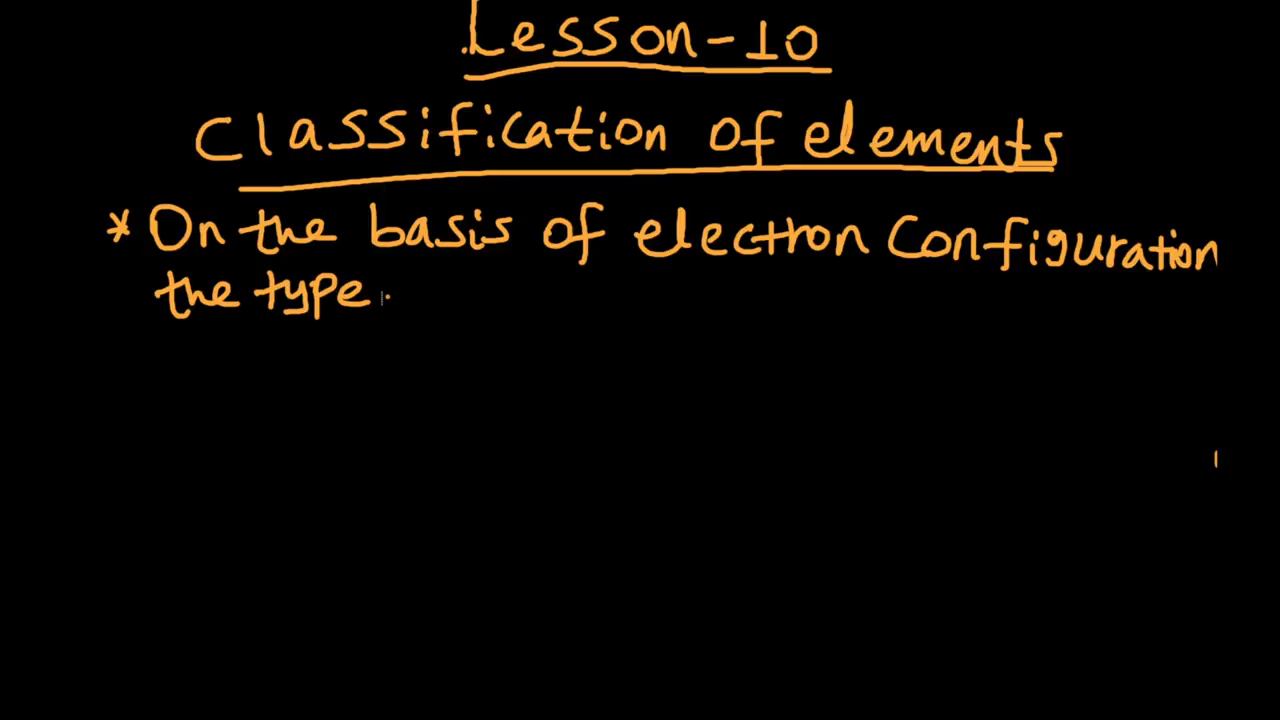 Lesson-10
Classification of elements
* On the basis of electron Configuration
the type